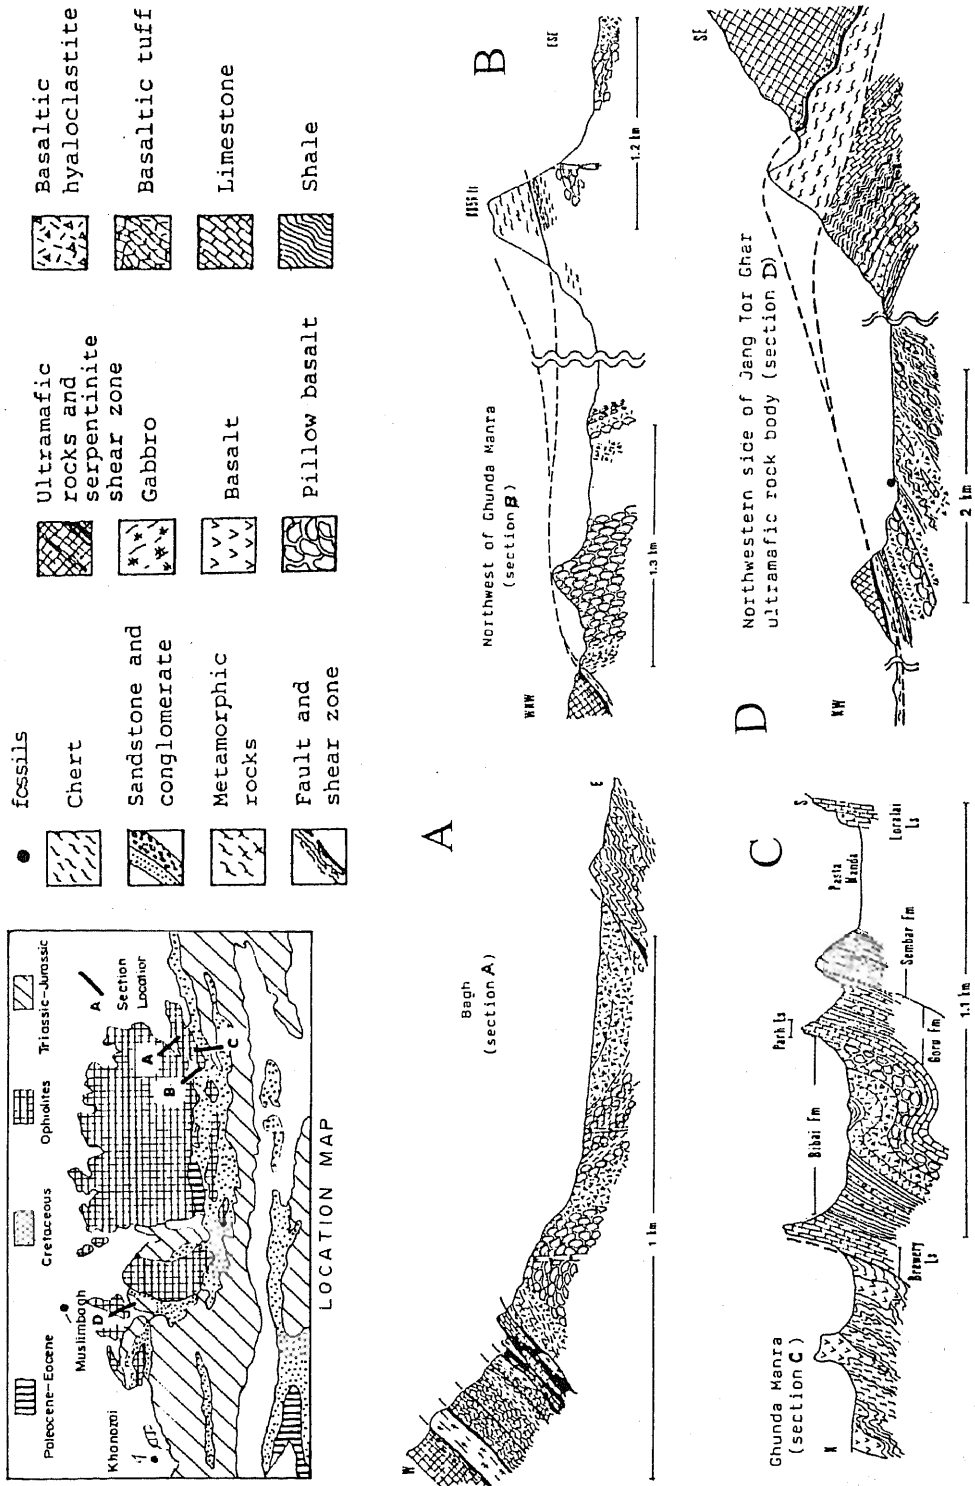 fossils
Chert
Sandstone and
conglomerate
Metamorphic
rocks
Fault and
shear zone
Ultramafic
rocks and
serpentinite
shear zone
Gabbro
Basalt
Pillow basalt
Basaltic
hyaloclastite
Basaltic tuff
Limestone
Shale
Paleocene-Eocene
Cretaceous
Ophiolites
Triassic-Jurassic
A
Section
Khanozai
Muslimbagh
D
B
A
C
LOCATION MAP
A
Bagh
(section A)
W
E
1 km
B
Northwest of Ghunda Manra
(section B)
WNW
ESE
1.3 km
1.2 km
C
Ghunda Manra
(section C)
N
S
Brewery
Ls
Bibai Fm
Parh Ls
Goru Fm
Sembar Fm
Pasta
Manda
Loralai
Ls
1.1 km
D
Northwestern side of Jang Tor Ghar
ultramafic rock body (section D)
NW
SE
2 km